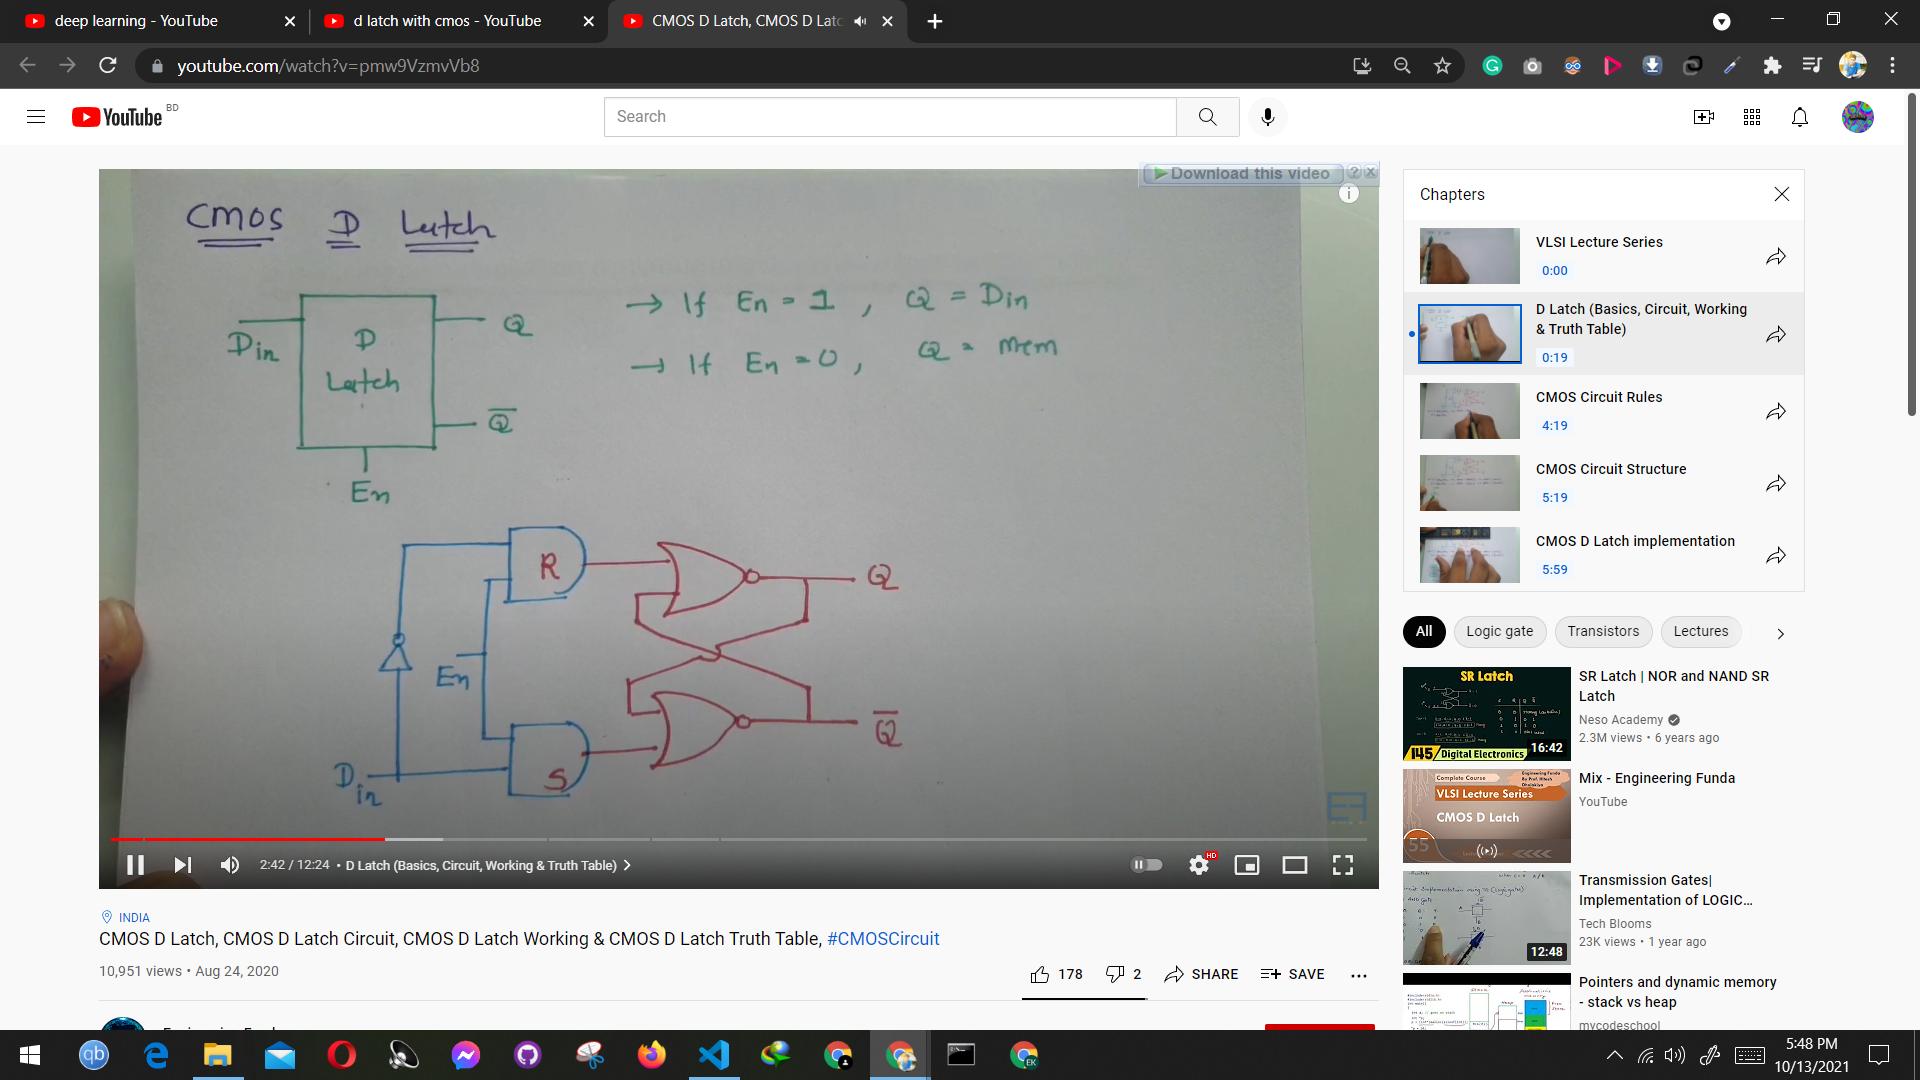 deep learning - YouTube
d latch with cmos - YouTube
CMOS D Latch, CMOS D Latc
youtube.com/watch?v=pmw9VzmvVb8
YouTube BD
Search
Download this video
CMOS D Latch
Din
D
Latch
Q
Q̅
En
→ If En = 1 , Q = Din
→ If En = 0 , Q = mem
R
Q
En
Q̅
Din
S
2:42 / 12:24 • D Latch (Basics, Circuit, Working & Truth Table)
HD
INDIA
CMOS D Latch, CMOS D Latch Circuit, CMOS D Latch Working & CMOS D Latch Truth Table, #CMOSCircuit
10,951 views • Aug 24, 2020
178
2
SHARE
SAVE
Chapters
VLSI Lecture Series
0:00
D Latch (Basics, Circuit, Working
& Truth Table)
0:19
CMOS Circuit Rules
4:19
CMOS Circuit Structure
5:19
CMOS D Latch implementation
5:59
All
Logic gate
Transistors
Lectures
SR Latch
145 Digital Electronics
16:42
SR Latch | NOR and NAND SR
Latch
Neso Academy
2.3M views • 6 years ago
Complete Course
VLSI Lecture Series
CMOS D Latch
55
Mix - Engineering Funda
YouTube
12:48
Transmission Gates|
Implementation of LOGIC...
Tech Blooms
23K views • 1 year ago
Pointers and dynamic memory
- stack vs heap
mycodeschool
qb
EK
5:48 PM
10/13/2021